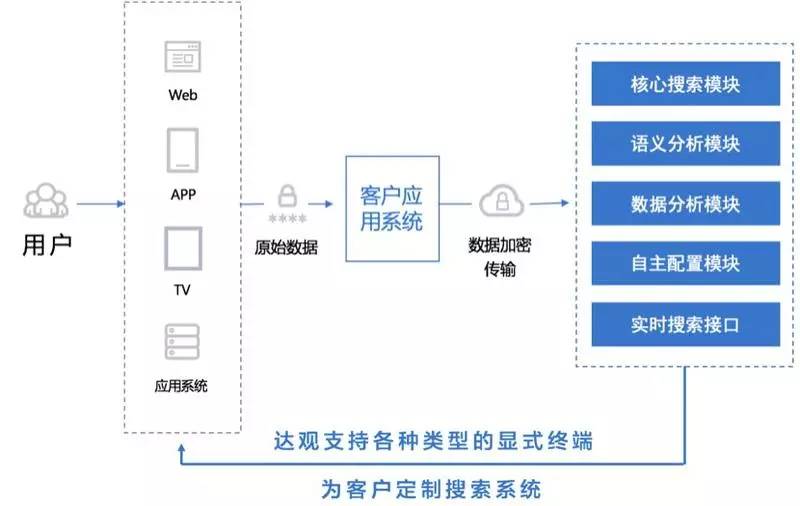 用户
Web
APP
TV
应用系统
****
原始数据
客户应
用系统
数据加密
传输
核心搜索模块
语义分析模块
数据分析模块
自主配置模块
实时搜索接口
达观支持各种类型的显式终端
为客户定制搜索系统